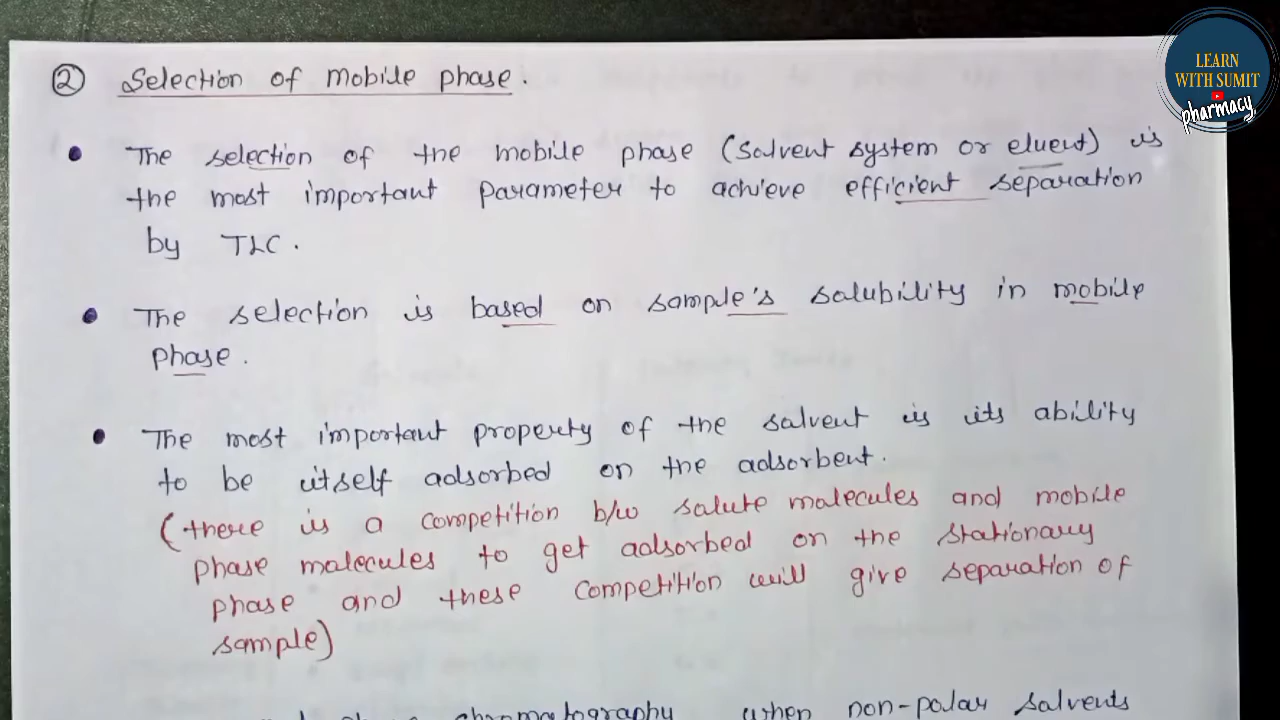 ② Selection of mobile phase.
LEARN
WITH SUMIT
pharmacy
• The selection of the mobile phase (solvent system or eluent) is
the most important parameter to achieve efficient separation
by TLC.
• The selection is based on sample's solubility in mobile
phase.
• The most important property of the solvent is its ability
to be itself adsorbed on the adsorbent.
(there is a competition b/w solute molecules and mobile
phase molecules to get adsorbed on the stationary
phase and these competition will give separation of
sample)
chromatography when non-polar solvents